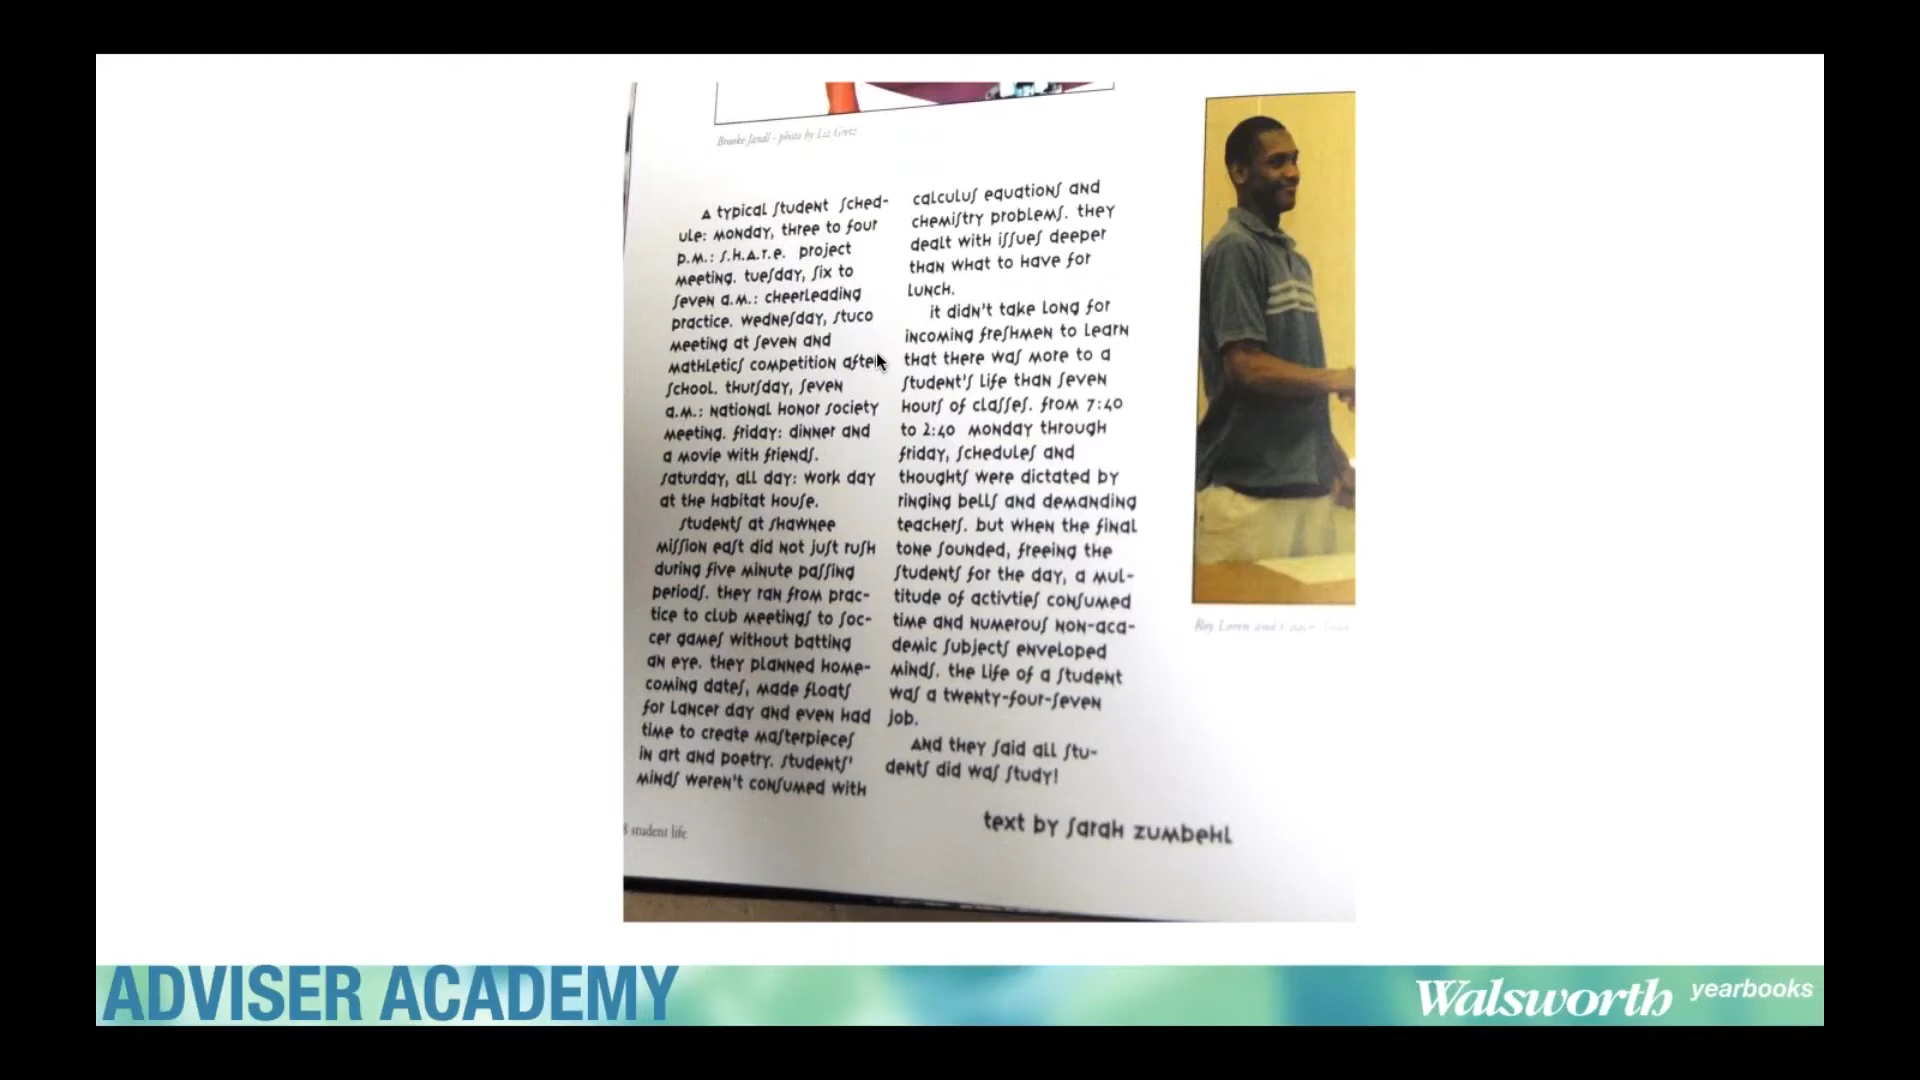 Brooke Jandl - photo by Liz Gretz
A typical student sched-
ule: monday, three to four
p.m.: s.h.a.r.e. project
meeting. tuesday, six to
seven a.m.: cheerleading
practice. wednesday, stuco
meeting at seven and
mathletics competition after
school. thursday, seven
a.m.: national honor society
meeting. friday: dinner and
a movie with friends.
saturday, all day: work day
at the habitat house.
students at shawnee
mission east did not just rush
during five minute passing
periods. they ran from prac-
tice to club meetings to soc-
cer games without batting
an eye. they planned home-
coming dates, made floats
for lancer day and even had
time to create masterpieces
in art and poetry. students'
minds weren't consumed with
calculus equations and
chemistry problems. they
dealt with issues deeper
than what to have for
lunch.
it didn't take long for
incoming freshmen to learn
that there was more to a
student's life than seven
hours of classes. from 7:40
to 2:40 monday through
friday, schedules and
thoughts were dictated by
ringing bells and demanding
teachers. but when the final
tone sounded, freeing the
students for the day, a mul-
titude of activties consumed
time and numerous non-aca-
demic subjects enveloped
minds. the life of a student
was a twenty-four-seven
job.
And they said all stu-
dents did was study!
text by sarah zumbehl
8 student life
Roy Loren and
ADVISER ACADEMY
Walsworth yearbooks